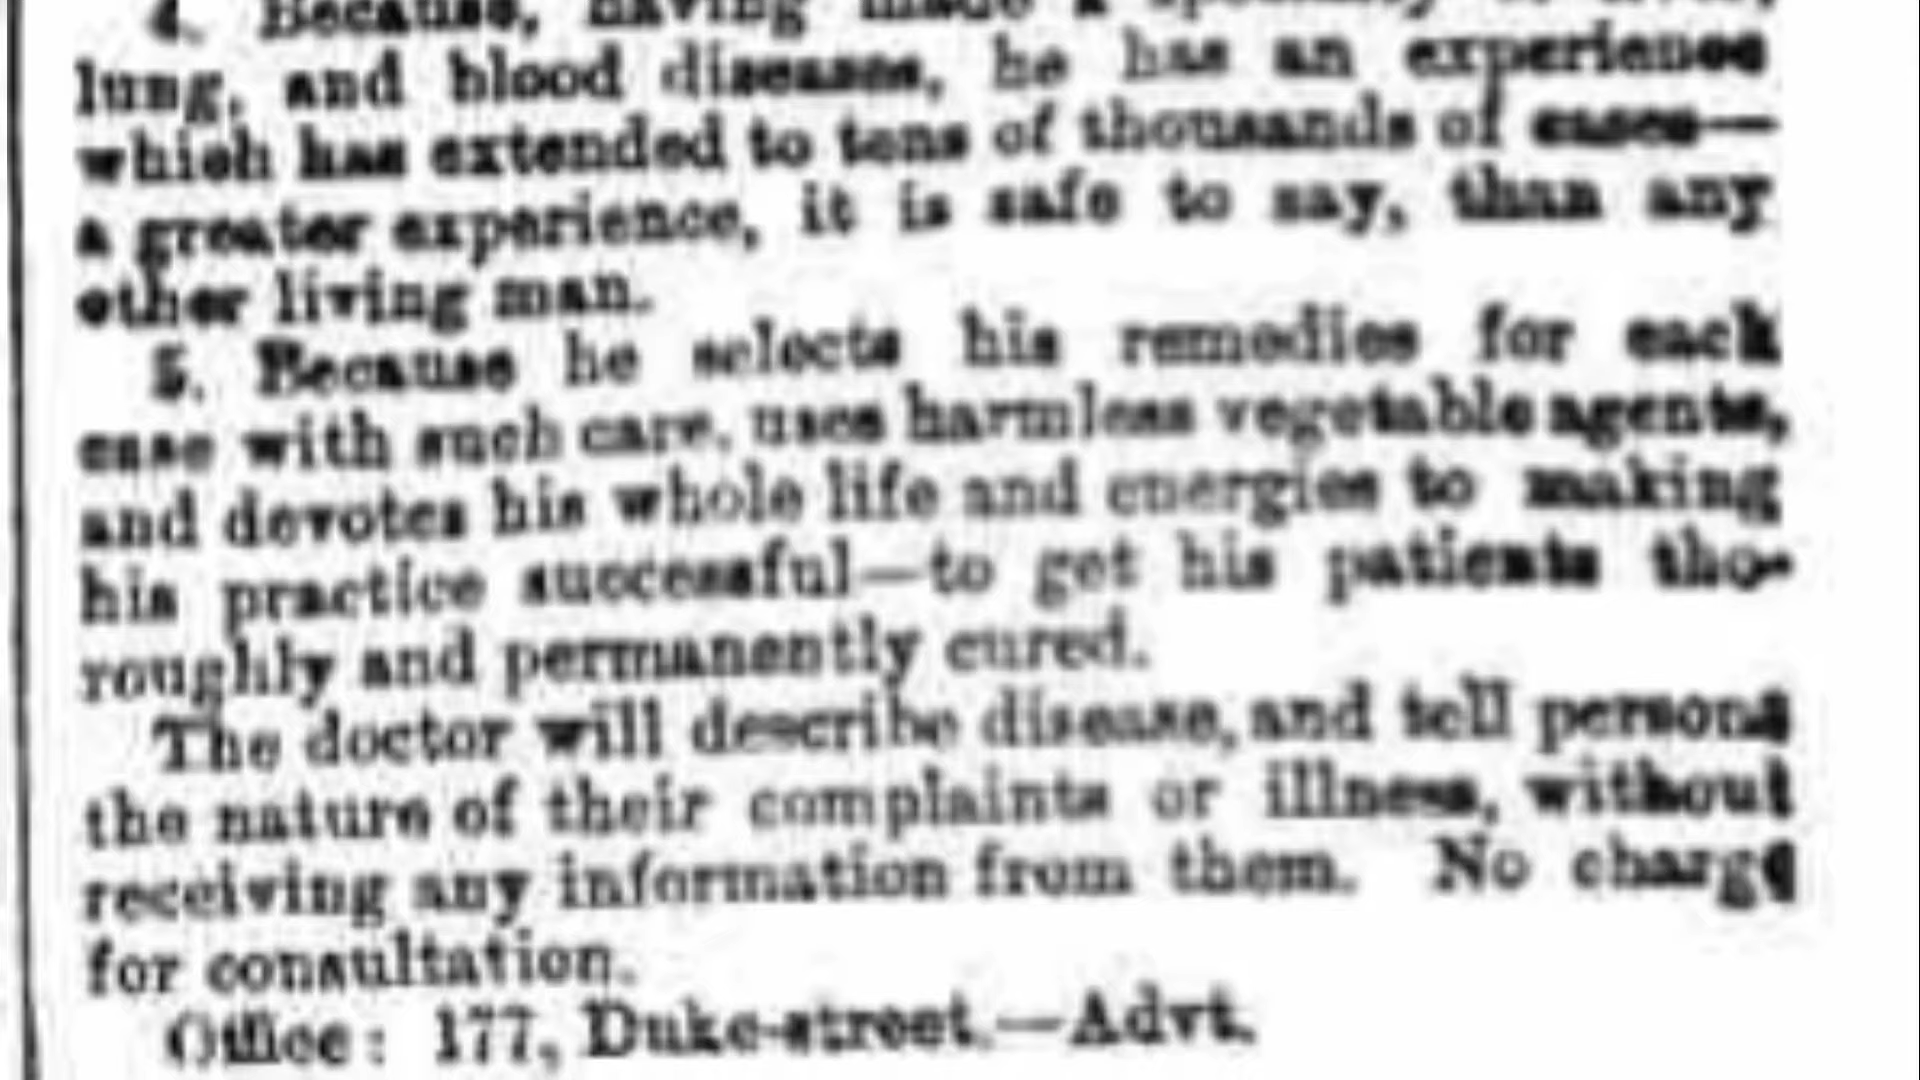 4. Because, having made a
lung, and blood diseases, he has an experience
which has extended to tens of thousands of cases—
a greater experience, it is safe to say, than any
other living man.
5. Because he selects his remedies for each
case with such care, uses harmless vegetable agents,
and devotes his whole life and energies to making
his practice successful—to get his patients tho-
roughly and permanently cured.
The doctor will describe disease, and tell persons
the nature of their complaints or illness, without
receiving any information from them. No charge
for consultation.
Office: 177, Duke-street.—Advt.